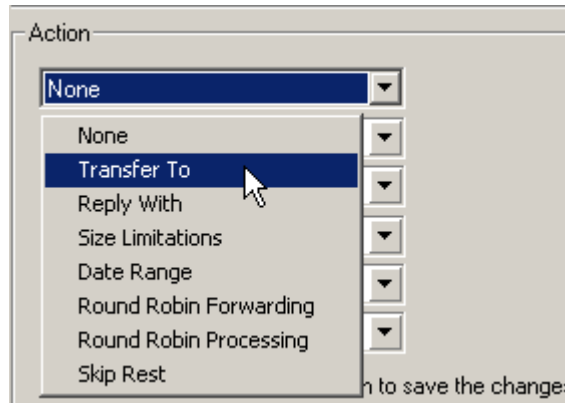 Action
None
None
Transfer To
Reply With
Size Limitations
Date Range
Round Robin Forwarding
Round Robin Processing
Skip Rest
to save the changes